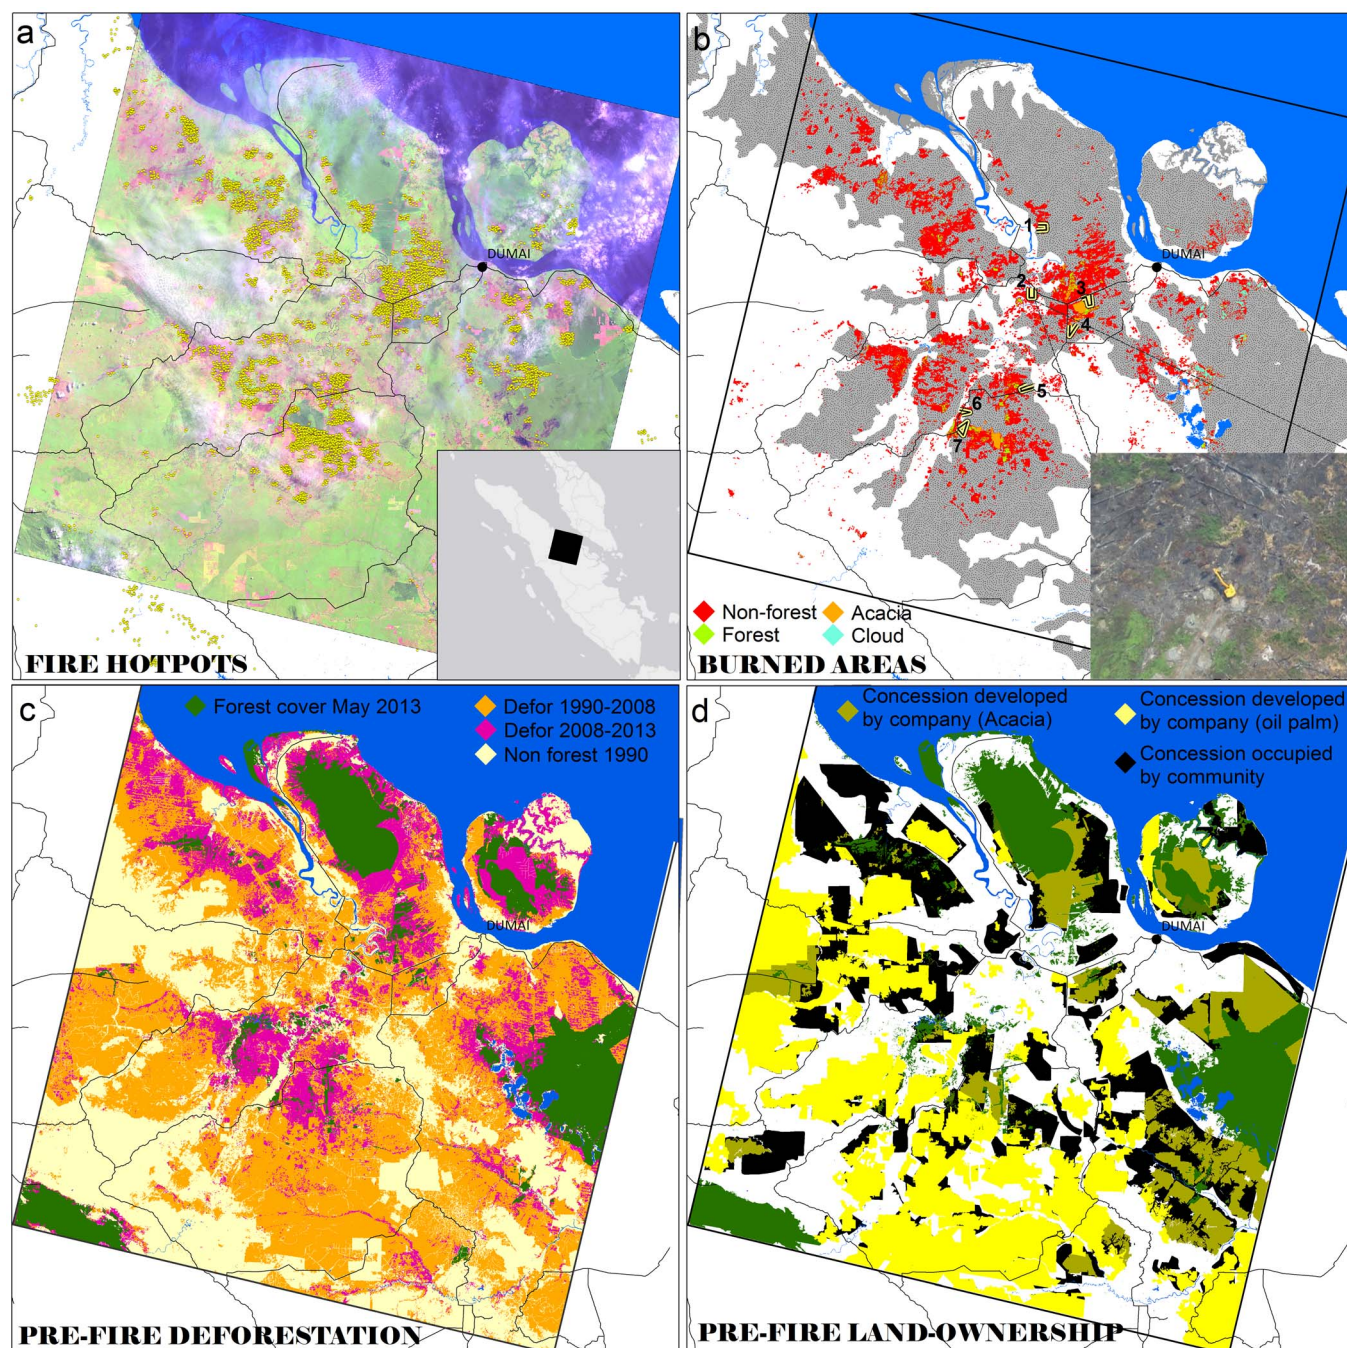 a
DUMAI
FIRE HOTPOTS
b
DUMAI
1
2
3
4
5
6
7
Non-forest
Acacia
Forest
Cloud
BURNED AREAS
c
Forest cover May 2013
Defor 1990-2008
Defor 2008-2013
Non forest 1990
DUMAI
PRE-FIRE DEFORESTATION
d
Concession developed
by company (Acacia)
Concession developed
by company (oil palm)
Concession occupied
by community
DUMAI
PRE-FIRE LAND-OWNERSHIP